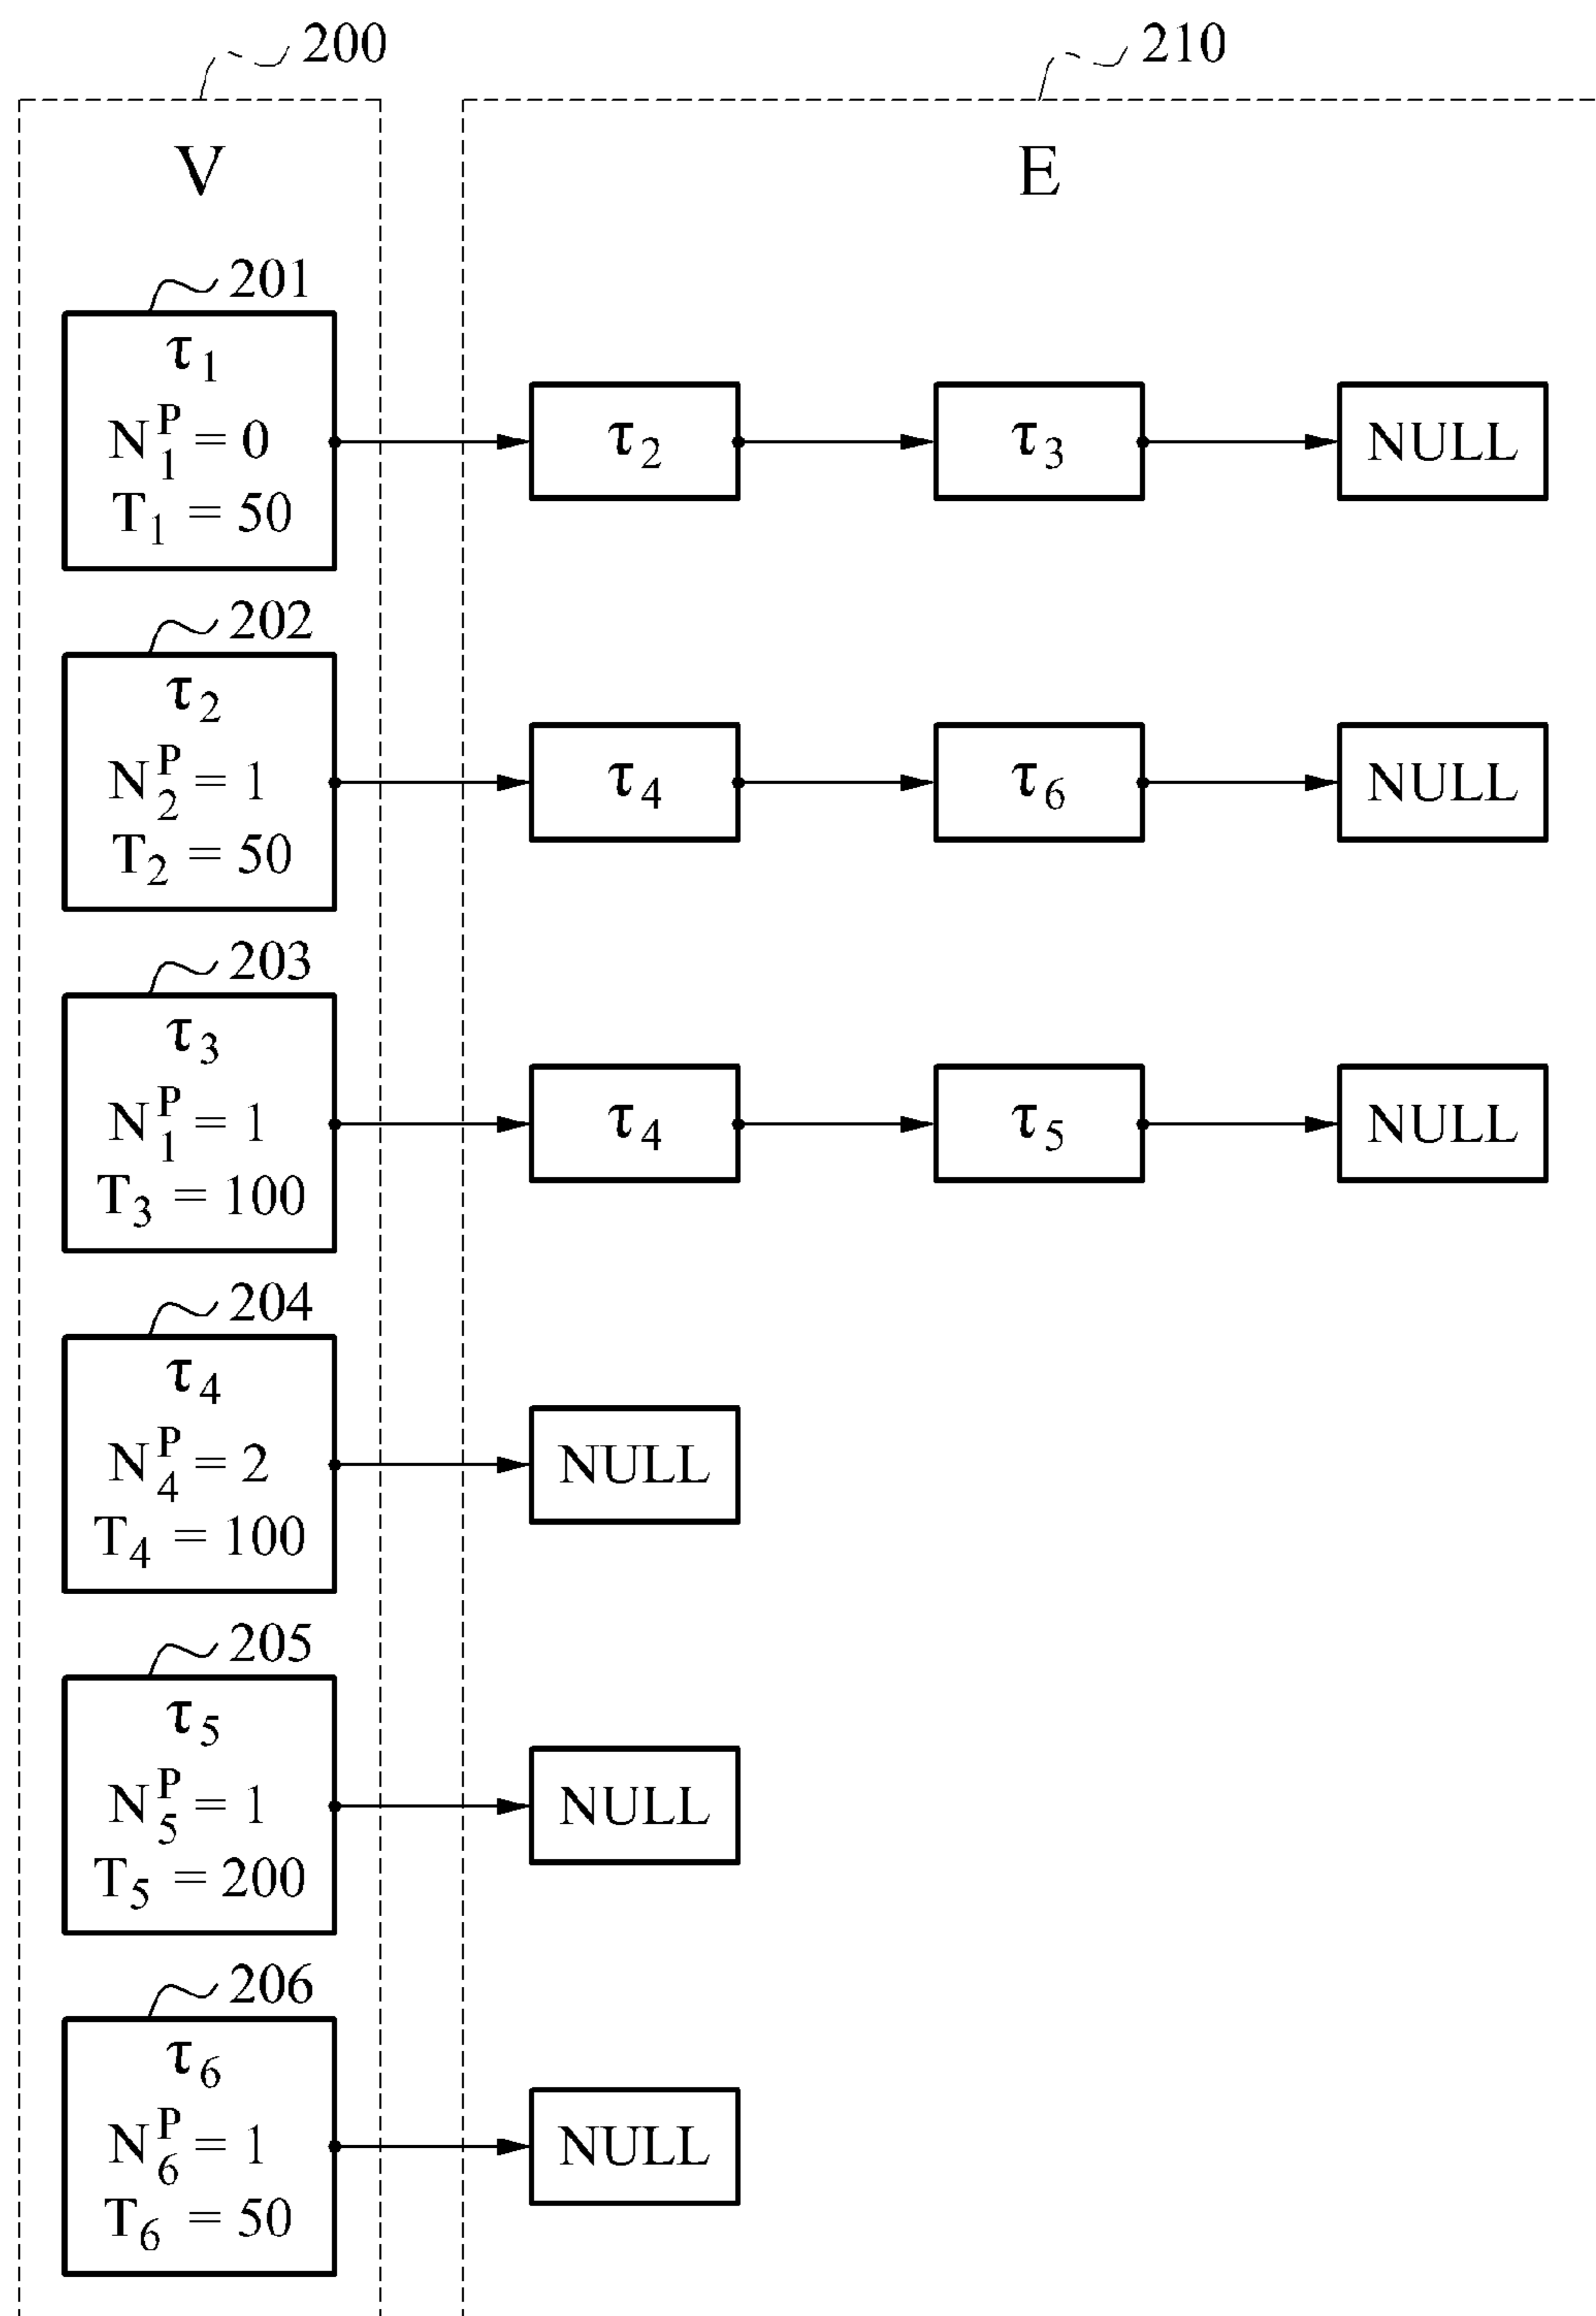 200
210
V
E
201
τ1
N1P = 0
T1 = 50
τ2
τ3
NULL
202
τ2
N2P = 1
T2 = 50
τ4
τ6
NULL
203
τ3
N1P = 1
T3 = 100
τ4
τ5
NULL
204
τ4
N4P = 2
T4 = 100
NULL
205
τ5
N5P = 1
T5 = 200
NULL
206
τ6
N6P = 1
T6 = 50
NULL